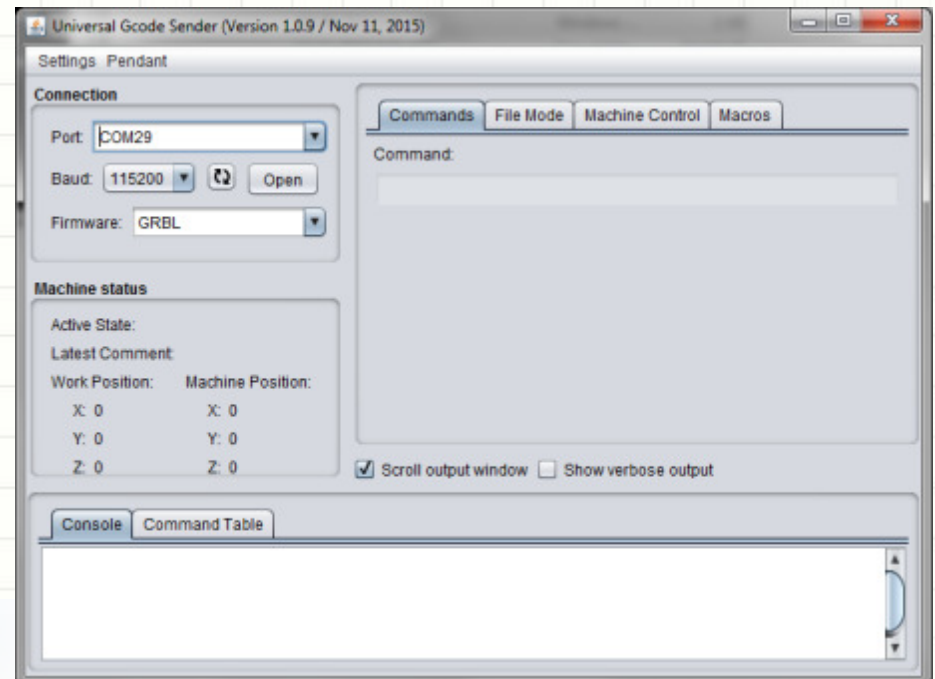 Universal Gcode Sender (Version 1.0.9 / Nov 11, 2015)
Settings Pendant
Connection
Port: COM29
Baud: 115200 Open
Firmware: GRBL
Machine status
Active State:
Latest Comment:
Work Position: Machine Position:
X: 0 X: 0
Y: 0 Y: 0
Z: 0 Z: 0
Commands File Mode Machine Control Macros
Command:
Scroll output window Show verbose output
Console Command Table